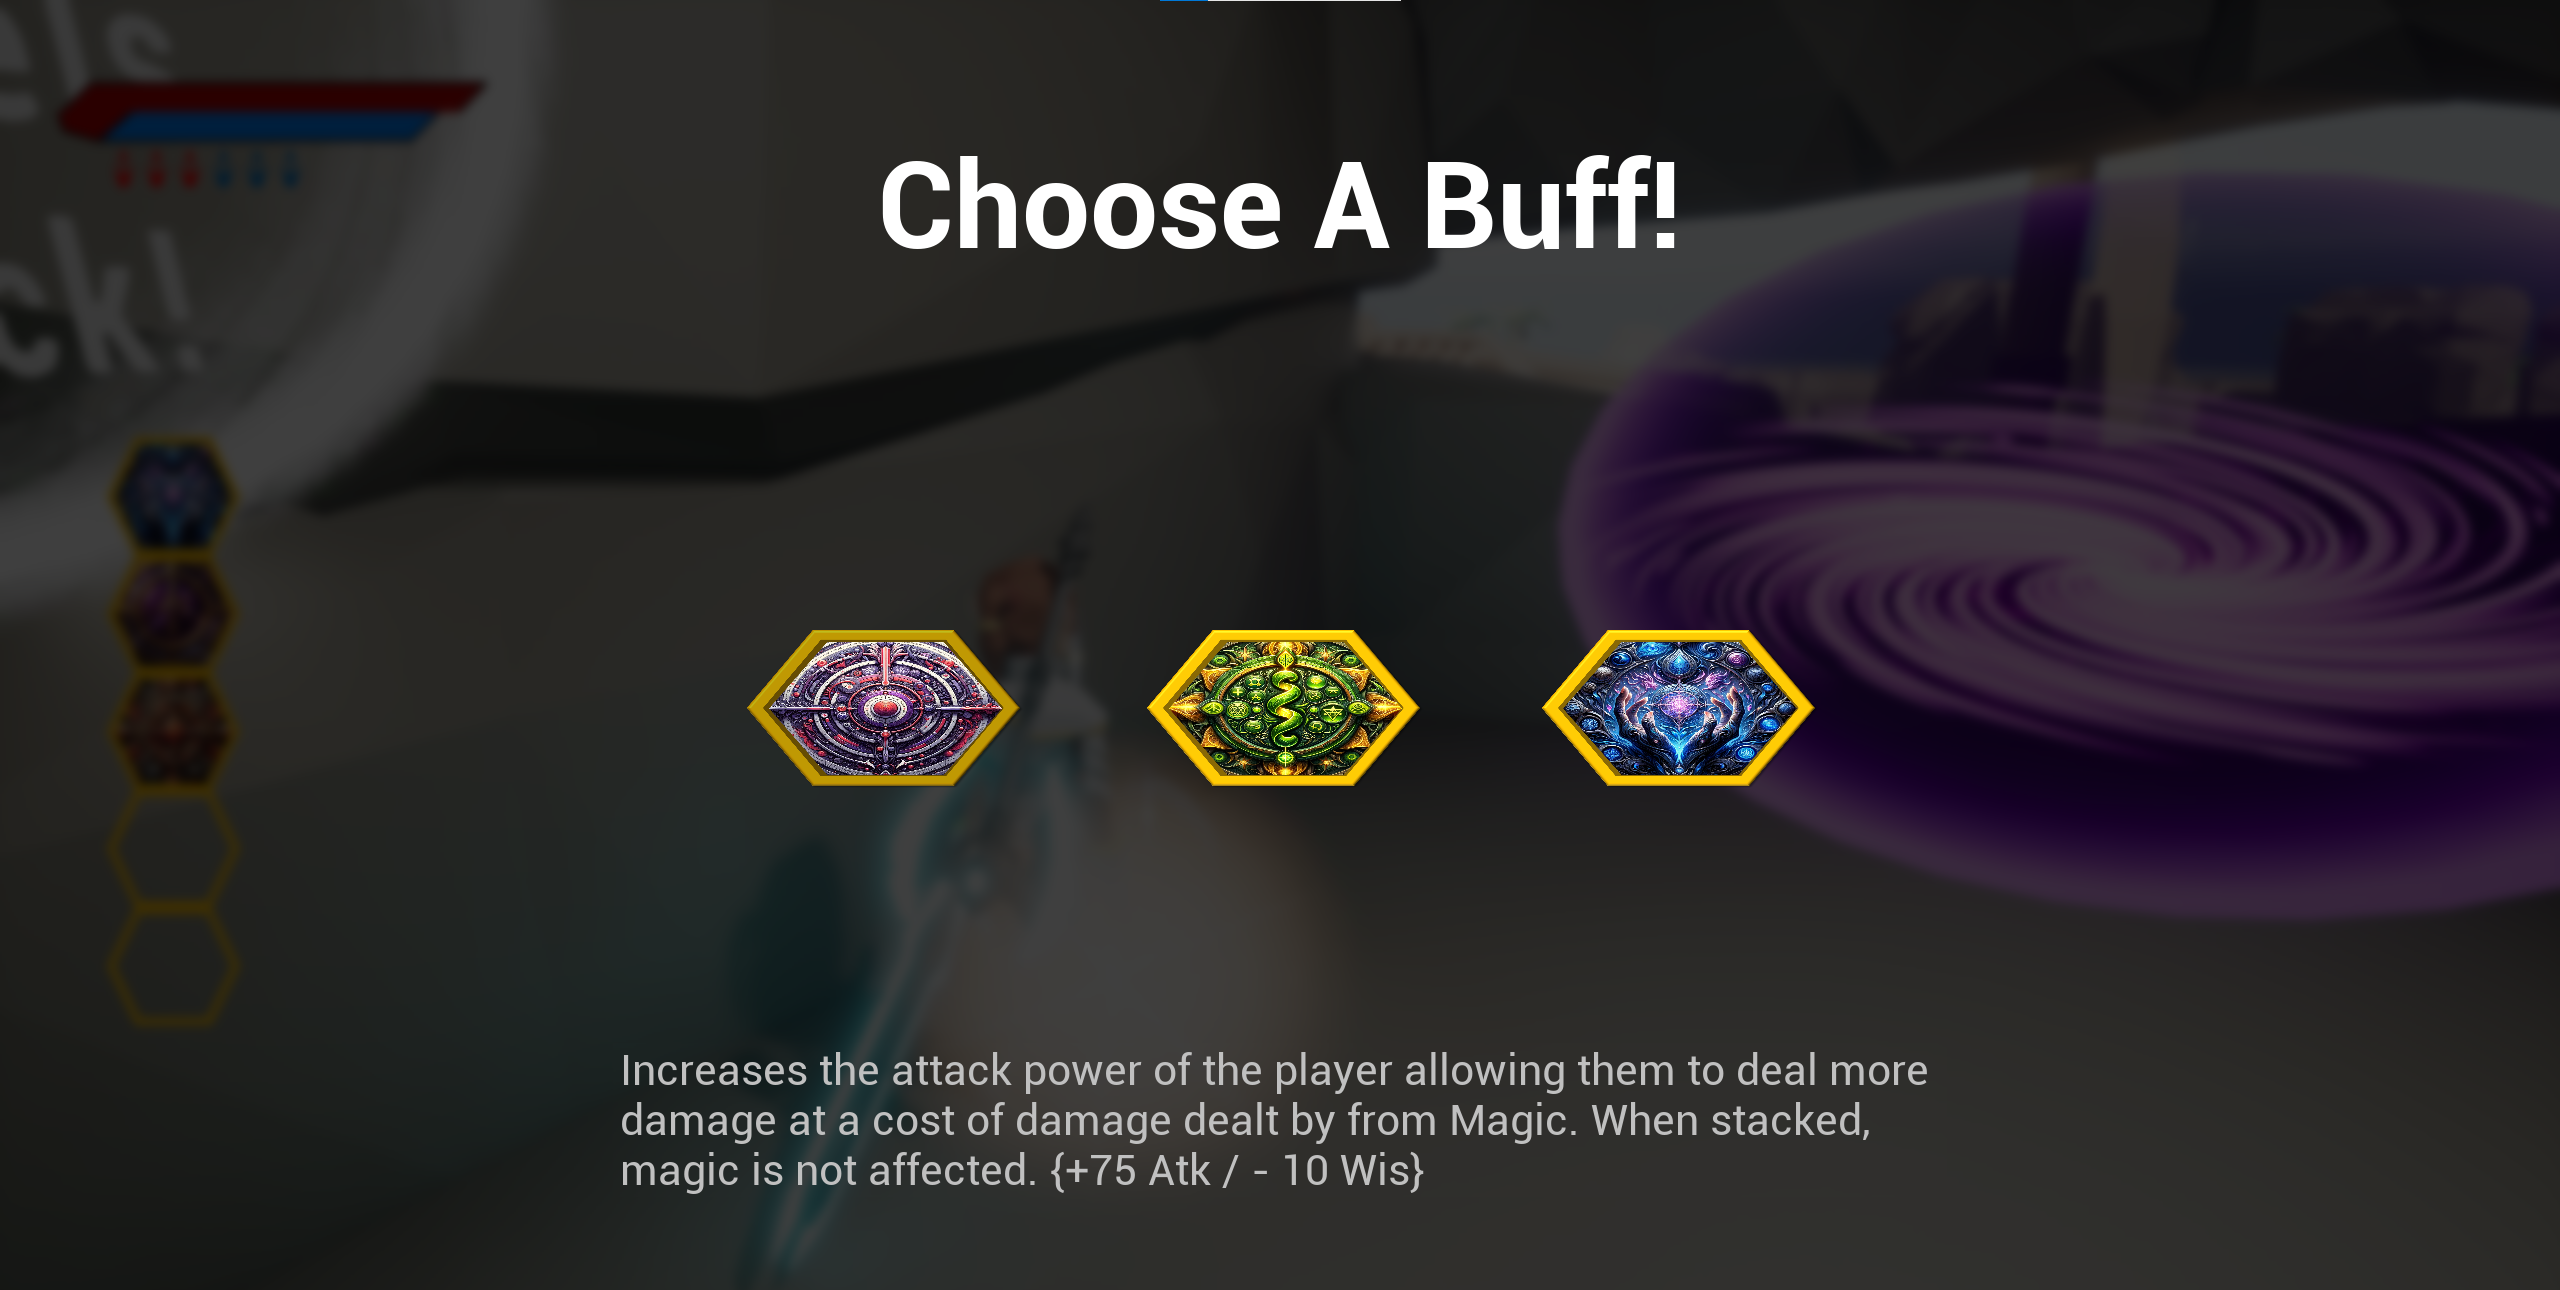 Choose A Buff!
Increases the attack power of the player allowing them to deal more
damage at a cost of damage dealt by from Magic. When stacked,
magic is not affected. {+75 Atk / - 10 Wis}